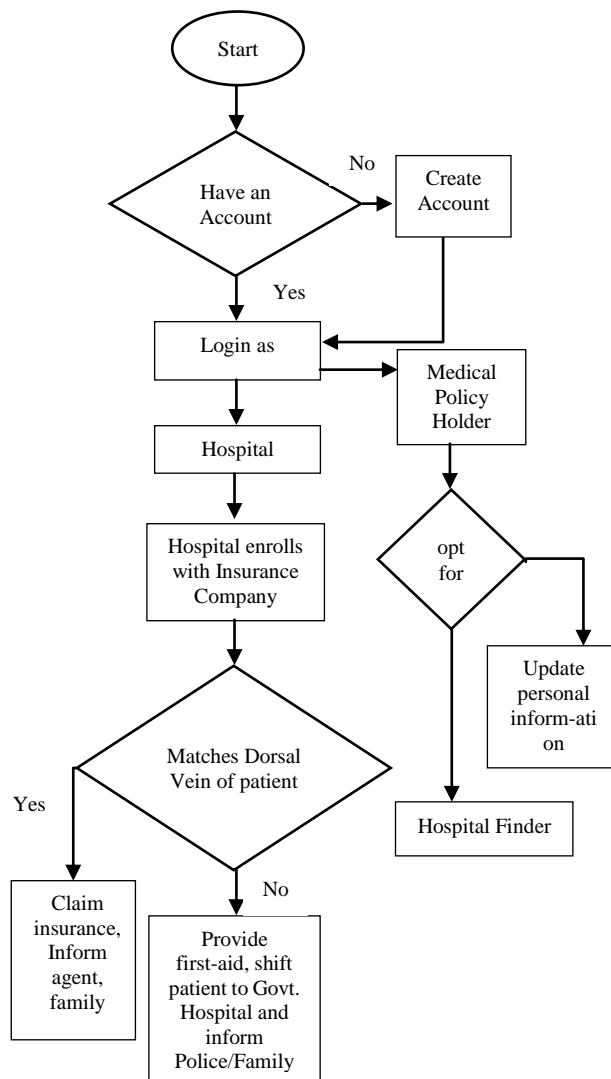 Start
No
Have an
Account
Create
Account
Yes
Login as
Medical
Policy
Holder
Hospital
Hospital enrolls
with Insurance
Company
opt
for
Update
personal
inform-ati
on
Matches Dorsal
Vein of patient
Yes
Hospital Finder
No
Claim
insurance,
Inform
agent,
family
Provide
first-aid, shift
patient to Govt.
Hospital and
inform
Police/Family